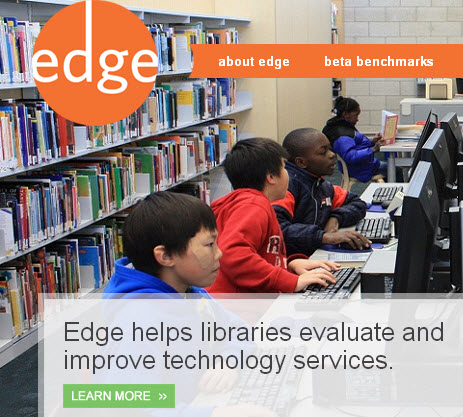 edge
about edge beta benchmarks
Edge helps libraries evaluate and
improve technology services.
LEARN MORE »